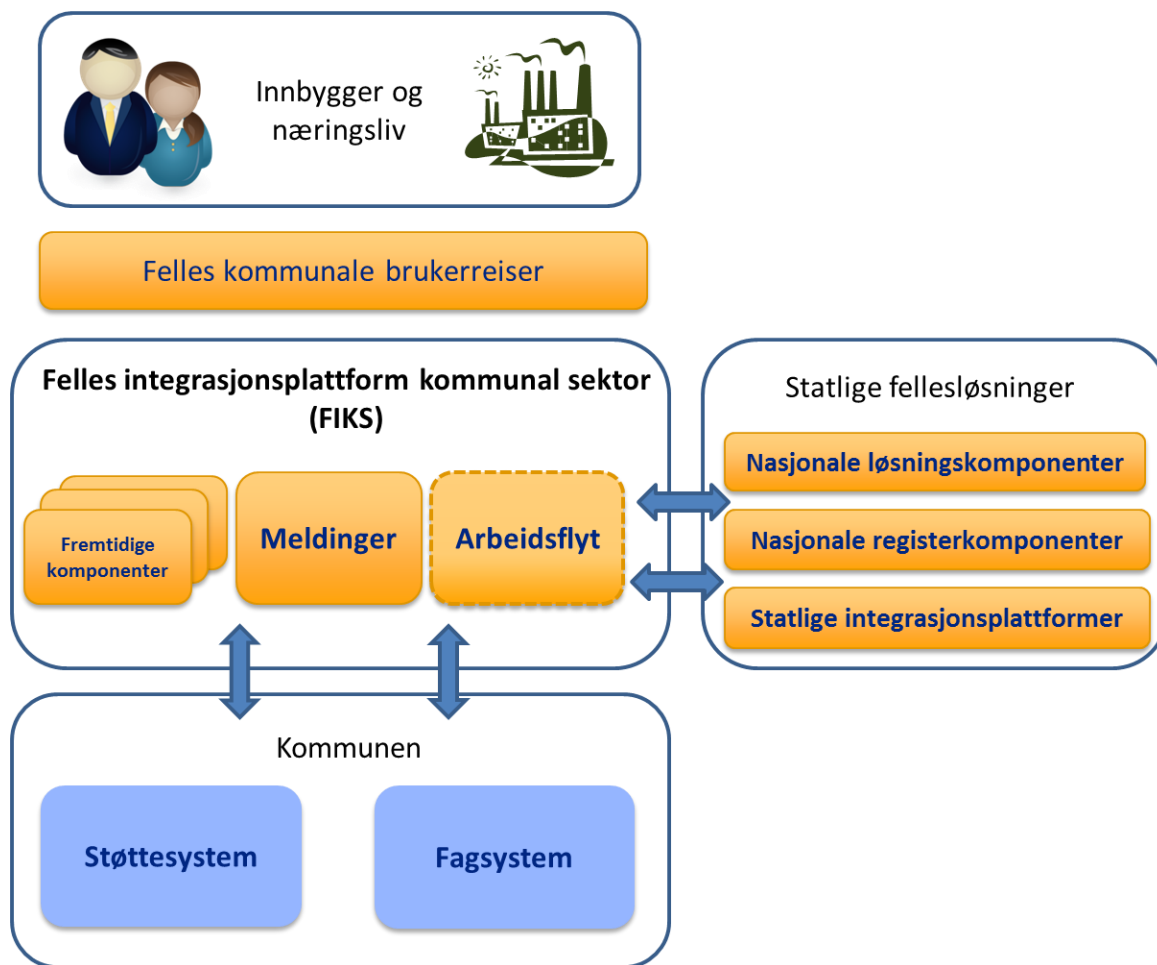 Innbygger og
næringsliv
Felles kommunale brukerreiser
Felles integrasjonsplattform kommunal sektor
(FIKS)
Fremtidige
komponenter
Meldinger
Arbeidsflyt
Statlige fellesløsninger
Nasjonale løsningskomponenter
Nasjonale registerkomponenter
Statlige integrasjonsplattformer
Kommunen
Støttesystem
Fagsystem